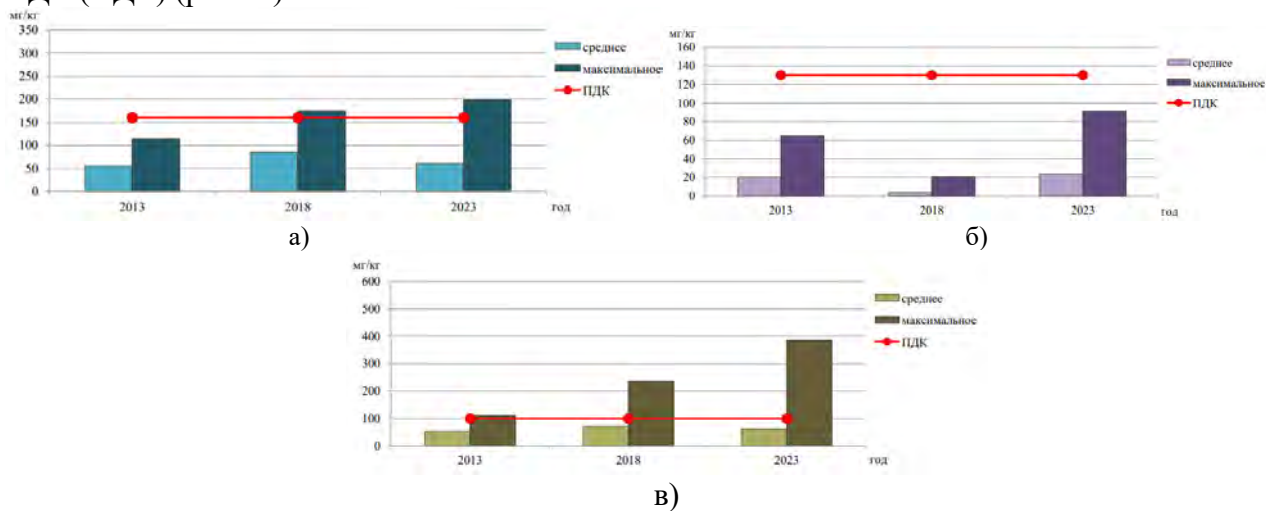 мг/кг
350
300
250
200
150
100
50
0
2013
2018
2023
год
среднее
максимальное
ПДК
а)
мг/кг
160
140
120
100
80
60
40
20
0
2013
2018
2023
год
среднее
максимальное
ПДК
б)
мг/кг
600
500
400
300
200
100
0
2013
2018
2023
год
среднее
максимальное
ПДК
в)